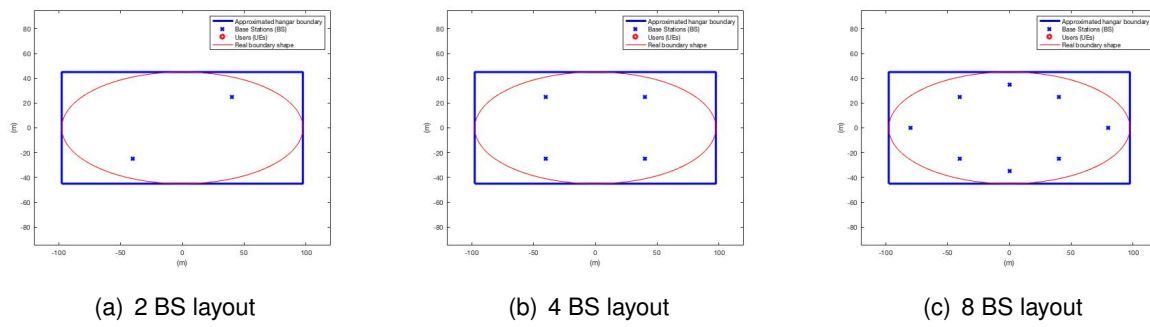 80
60
40
20
0
-20
-40
-60
-80
(m)
-100
-50
0
50
100
(m)
Approximated hangar boundary
Base Stations (BS)
Users (UEs)
Real boundary shape
(a) 2 BS layout
80
60
40
20
0
-20
-40
-60
-80
(m)
-100
-50
0
50
100
(m)
Approximated hangar boundary
Base Stations (BS)
Users (UEs)
Real boundary shape
(b) 4 BS layout
80
60
40
20
0
-20
-40
-60
-80
(m)
-100
-50
0
50
100
(m)
Approximated hangar boundary
Base Stations (BS)
Users (UEs)
Real boundary shape
(c) 8 BS layout